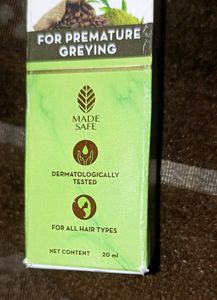 FOR PREMATURE
GREYING
MADE
SAFE
DERMATOLOGICALLY
TESTED
FOR ALL HAIR TYPES
NET CONTENT 20 ml